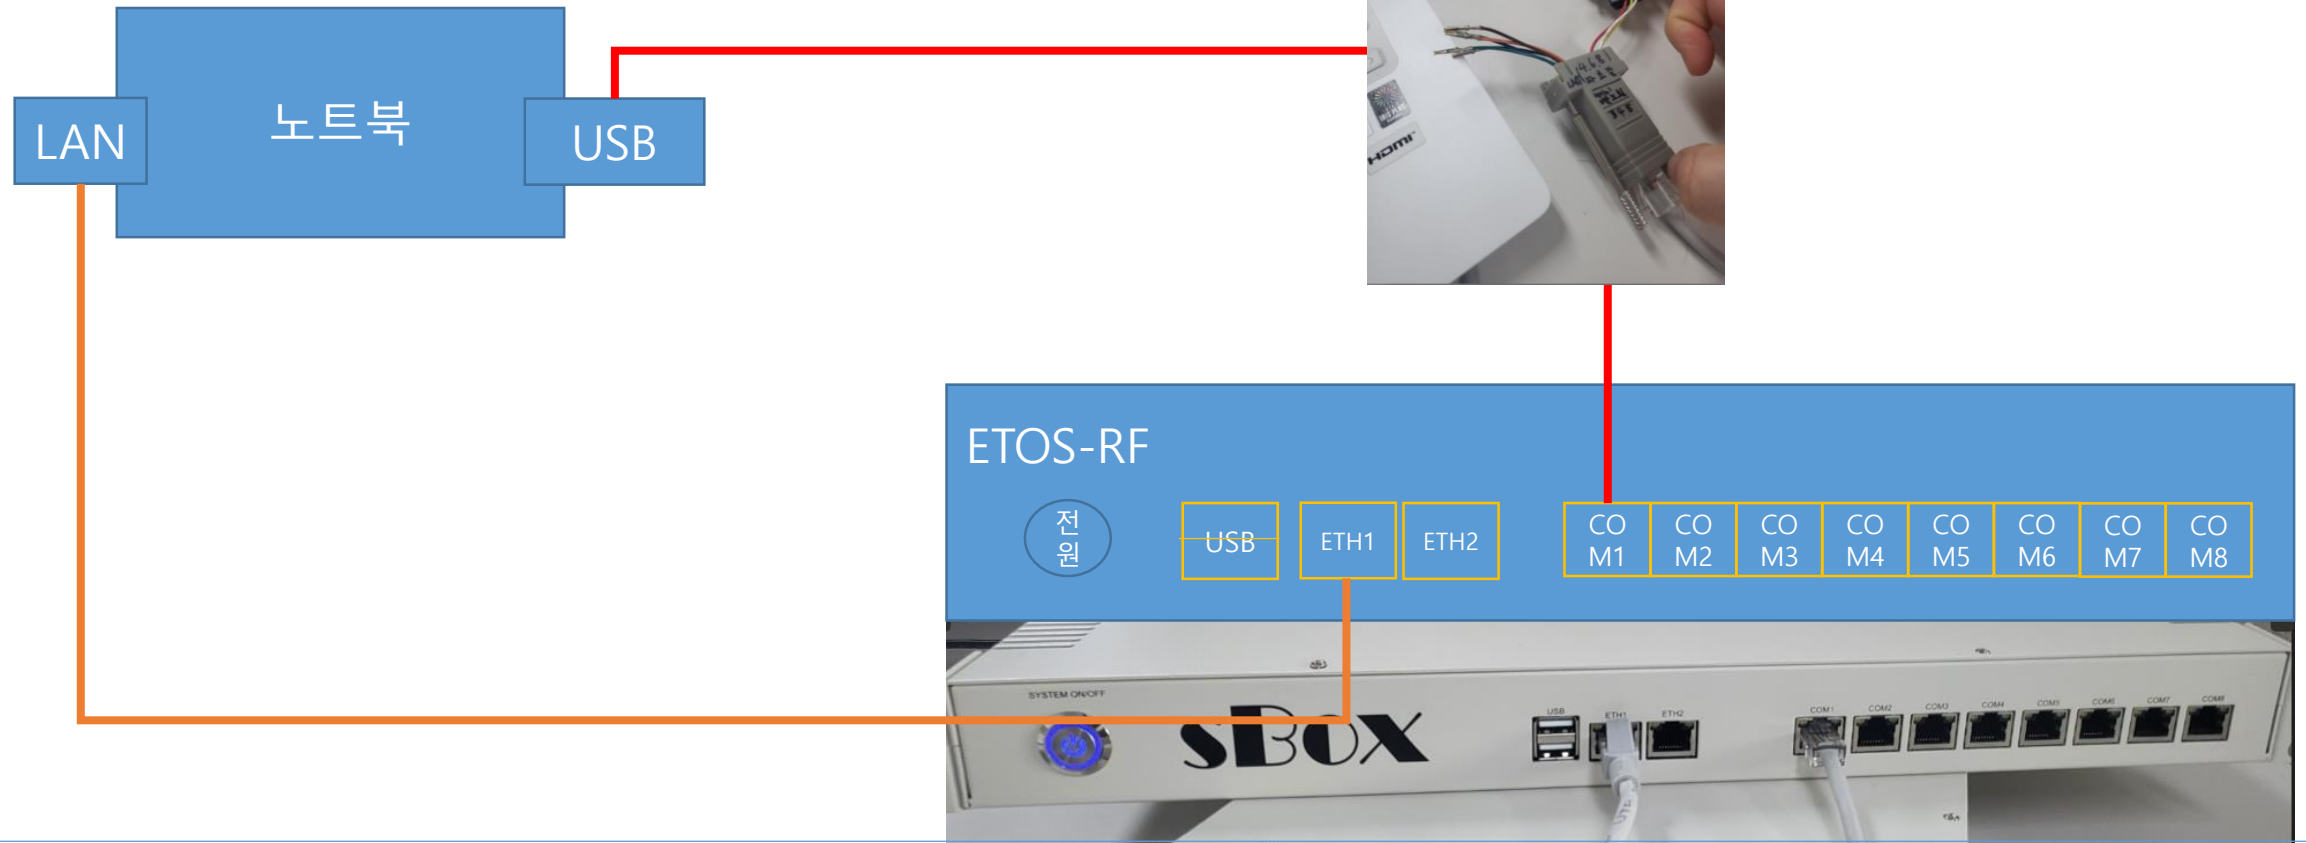 노트북
LAN
USB
HDMI
ETOS-RF
전
원
USB
ETH1
ETH2
CO
M1
CO
M2
CO
M3
CO
M4
CO
M5
CO
M6
CO
M7
CO
M8
SYSTEM ON/OFF
SBOX
USB
ETH1
ETH2
COM1
COM2
COM3
COM4
COM5
COM6
COM7
COM8